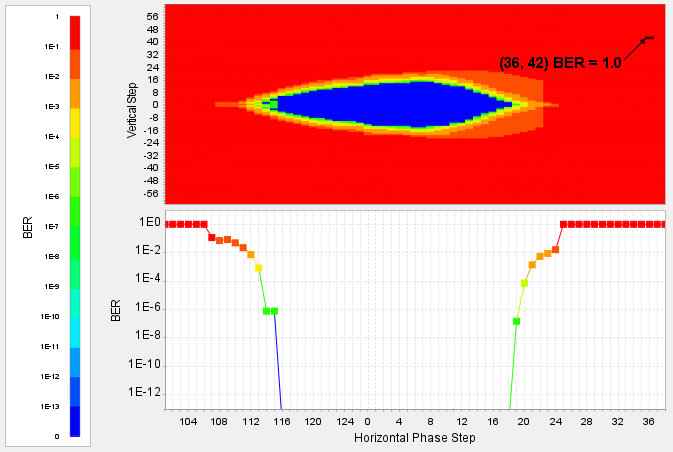 1
1E-1
1E-2
1E-3
1E-4
1E-5
1E-6
1E-7
1E-8
1E-9
1E-10
1E-11
1E-12
1E-13
0
BER
56
48
40
32
24
16
8
0
-8
-16
-24
-32
-40
-48
-56
Vertical Step
(36, 42) BER = 1.0
1E0
1E-2
1E-4
1E-6
1E-8
1E-10
1E-12
BER
104 108 112 116 120 124 0 4 8 12 16 20 24 28 32 36
Horizontal Phase Step